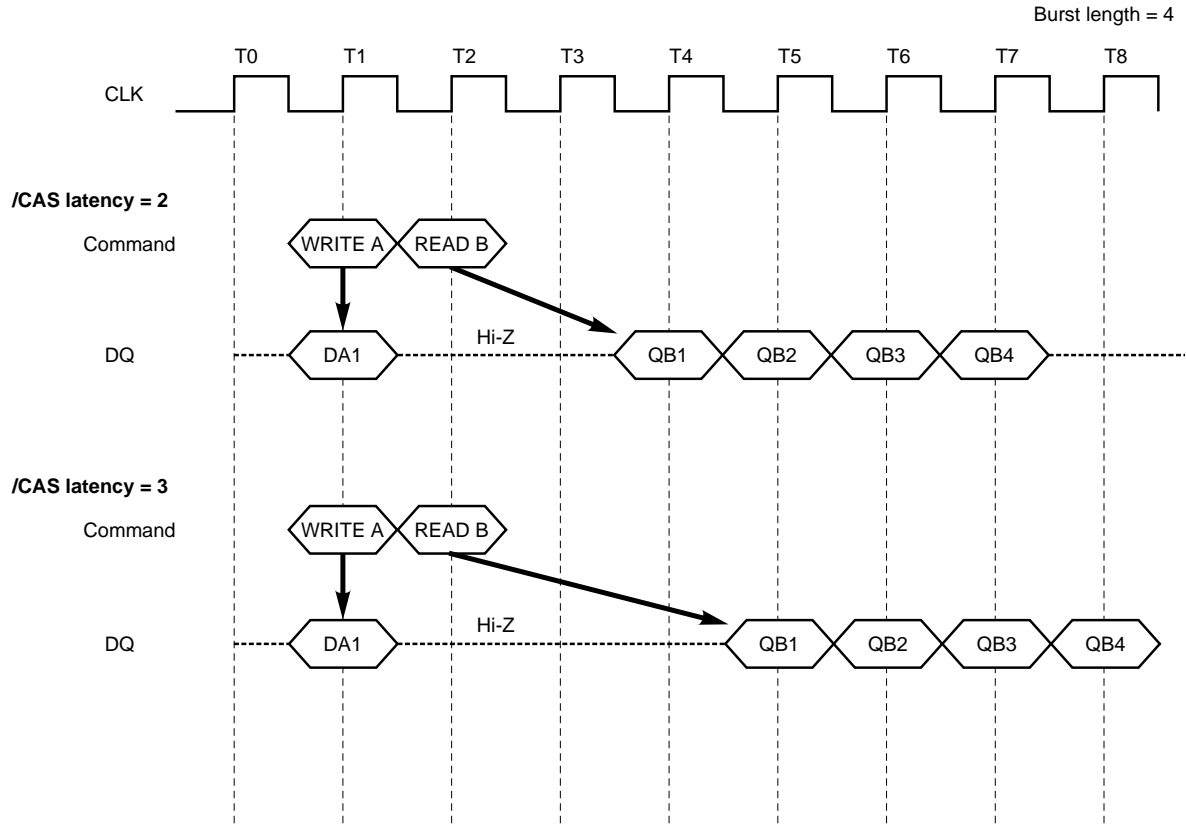 Burst length = 4
T0 T1 T2 T3 T4 T5 T6 T7 T8
CLK
/CAS latency = 2
Command WRITE A READ B
Hi-Z
DQ DA1 QB1 QB2 QB3 QB4
/CAS latency = 3
Command WRITE A READ B
Hi-Z
DQ DA1 QB1 QB2 QB3 QB4